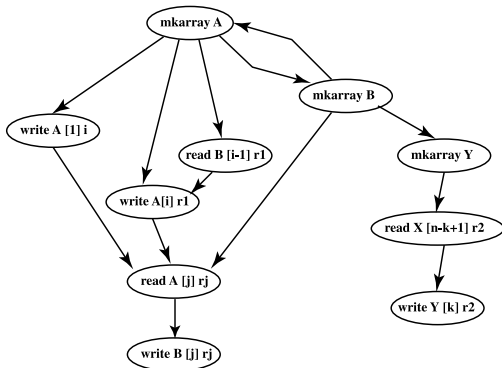 mkarray A
mkarray B
write A [1] i
read B [i-1] r1
mkarray Y
write A[i] r1
read X [n-k+1] r2
read A [j] rj
write Y [k] r2
write B [j] rj